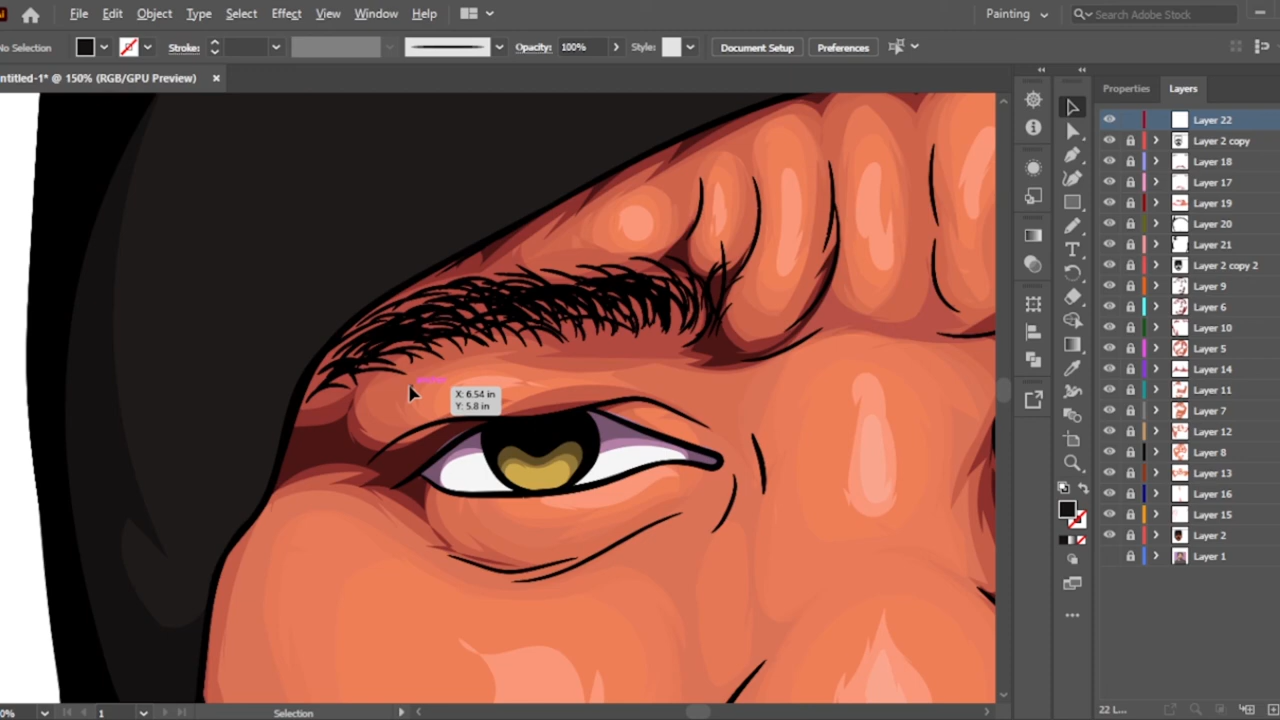 Ai File Edit Object Type Select Effect View Window Help Painting Search Adobe Stock
No Selection Stroke: Opacity: 100% Style: Document Setup Preferences
ntitled-1* @ 150% (RGB/GPU Preview) ×
Properties Layers
Layer 22
Layer 2 copy
Layer 18
Layer 17
Layer 19
Layer 20
Layer 21
Layer 2 copy 2
Layer 9
Layer 6
Layer 10
Layer 5
Layer 14
Layer 11
Layer 7
Layer 12
Layer 8
Layer 13
Layer 16
Layer 15
Layer 2
Layer 1
X: 6.54 in
Y: 5.8 in
0% 1 Selection 22 L...